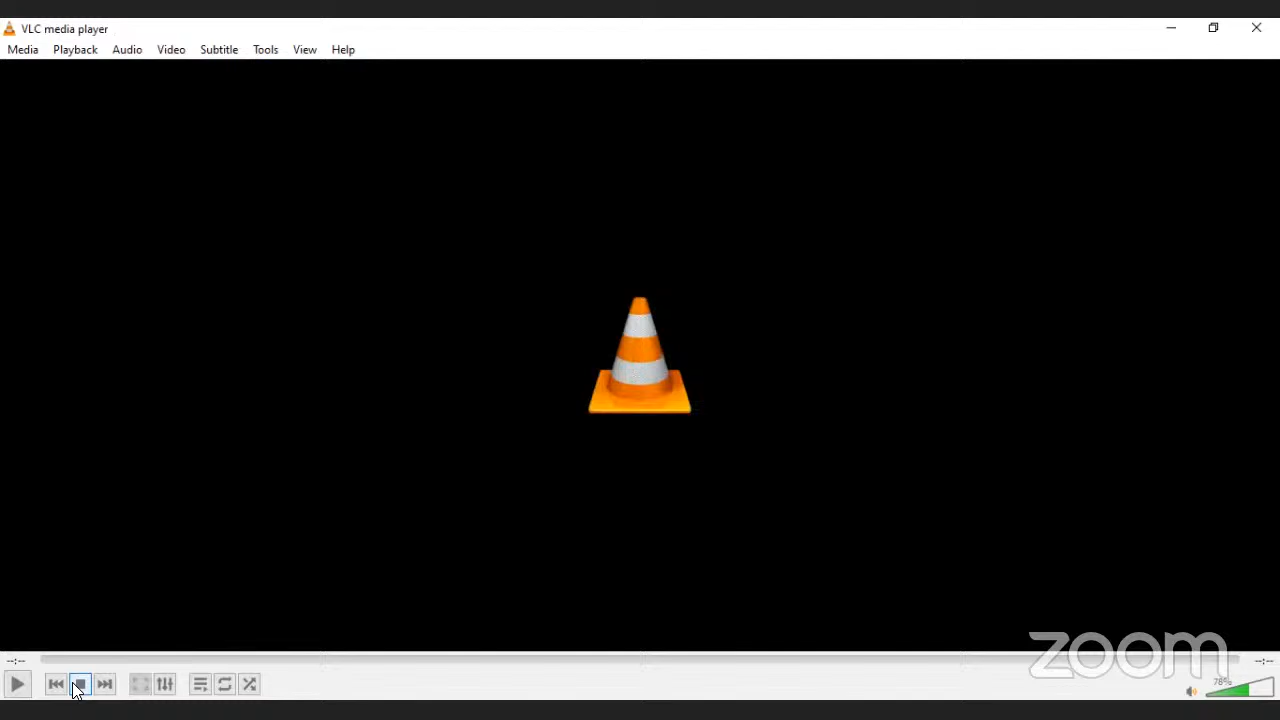 VLC media player
Media Playback Audio Video Subtitle Tools View Help
--:-- --:--
zoom
78%